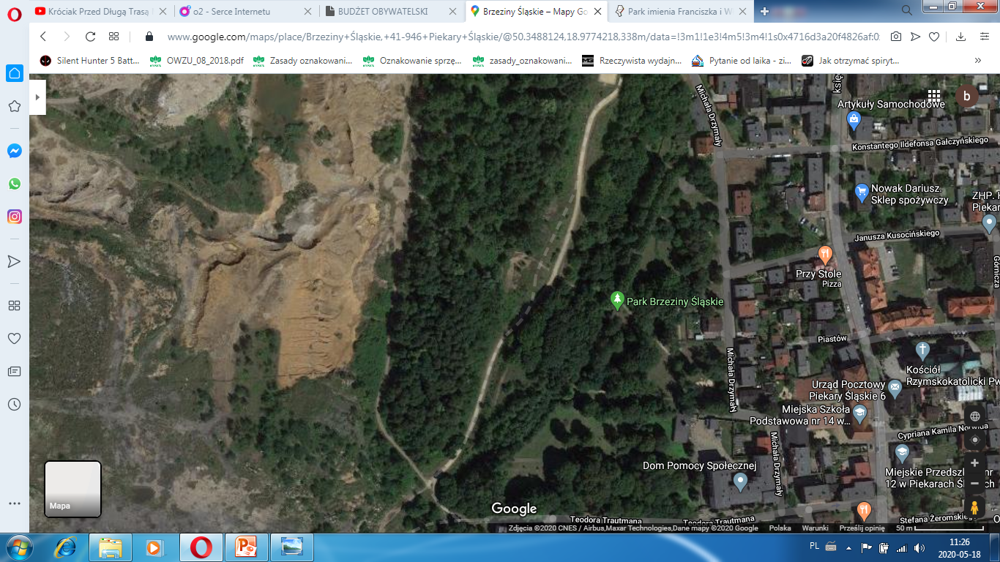 Króciak Przed Długą Trasą
o2 - Serce Internetu
BUDŻET OBYWATELSKI
Brzeziny Śląskie – Mapy Go
Park imienia Franciszka i W
www.google.com/maps/place/Brzeziny+Śląskie,+41-946+Piekary+Śląskie/@50.3488124,18.9774218,338m/data=!3m1!1e3!4m5!3m4!1s0x4716d3a20f4826af:0:
Silent Hunter 5 Batt...
OWZU_08_2018.pdf
Zasady oznakowani...
Oznakowanie sprzę...
zasady_oznakowani...
Rzeczywista wydajn...
Pytanie od laika - zi...
Jak otrzymać spiryt...
»
Michała Drzymały
księ
b
Artykuły Samochodowe
Konstantego Ildefonsa Gałczyńskiego
Nowak Dariusz.
Sklep spożywczy
ZHP. H
Piekar
Janusza Kusocińskiego
Przy Stole
Pizza
Górnicza
Park Brzeziny Śląskie
Piastów
Michała Drzymały
Kościół
Rzymskokatolicki Pw
Urząd Pocztowy
Piekary Śląskie 6
Miejska Szkoła
Podstawowa nr 14 w...
Cypriana Kamila Norwida
Michała Drzymały
Dom Pomocy Społecznej
Miejskie Przedsz
nr
12 w Piekarach Śl
ch
Mapa
Google
Teodora Trautmana
Teodora Trautmana
Stefana Żeromskiego
Zdjęcia ©2020 CNES / Airbus,Maxar Technologies,Dane mapy ©2020 Google
Polska
Warunki
Prześlij opinię
50 m
PL
11:26
2020-05-18